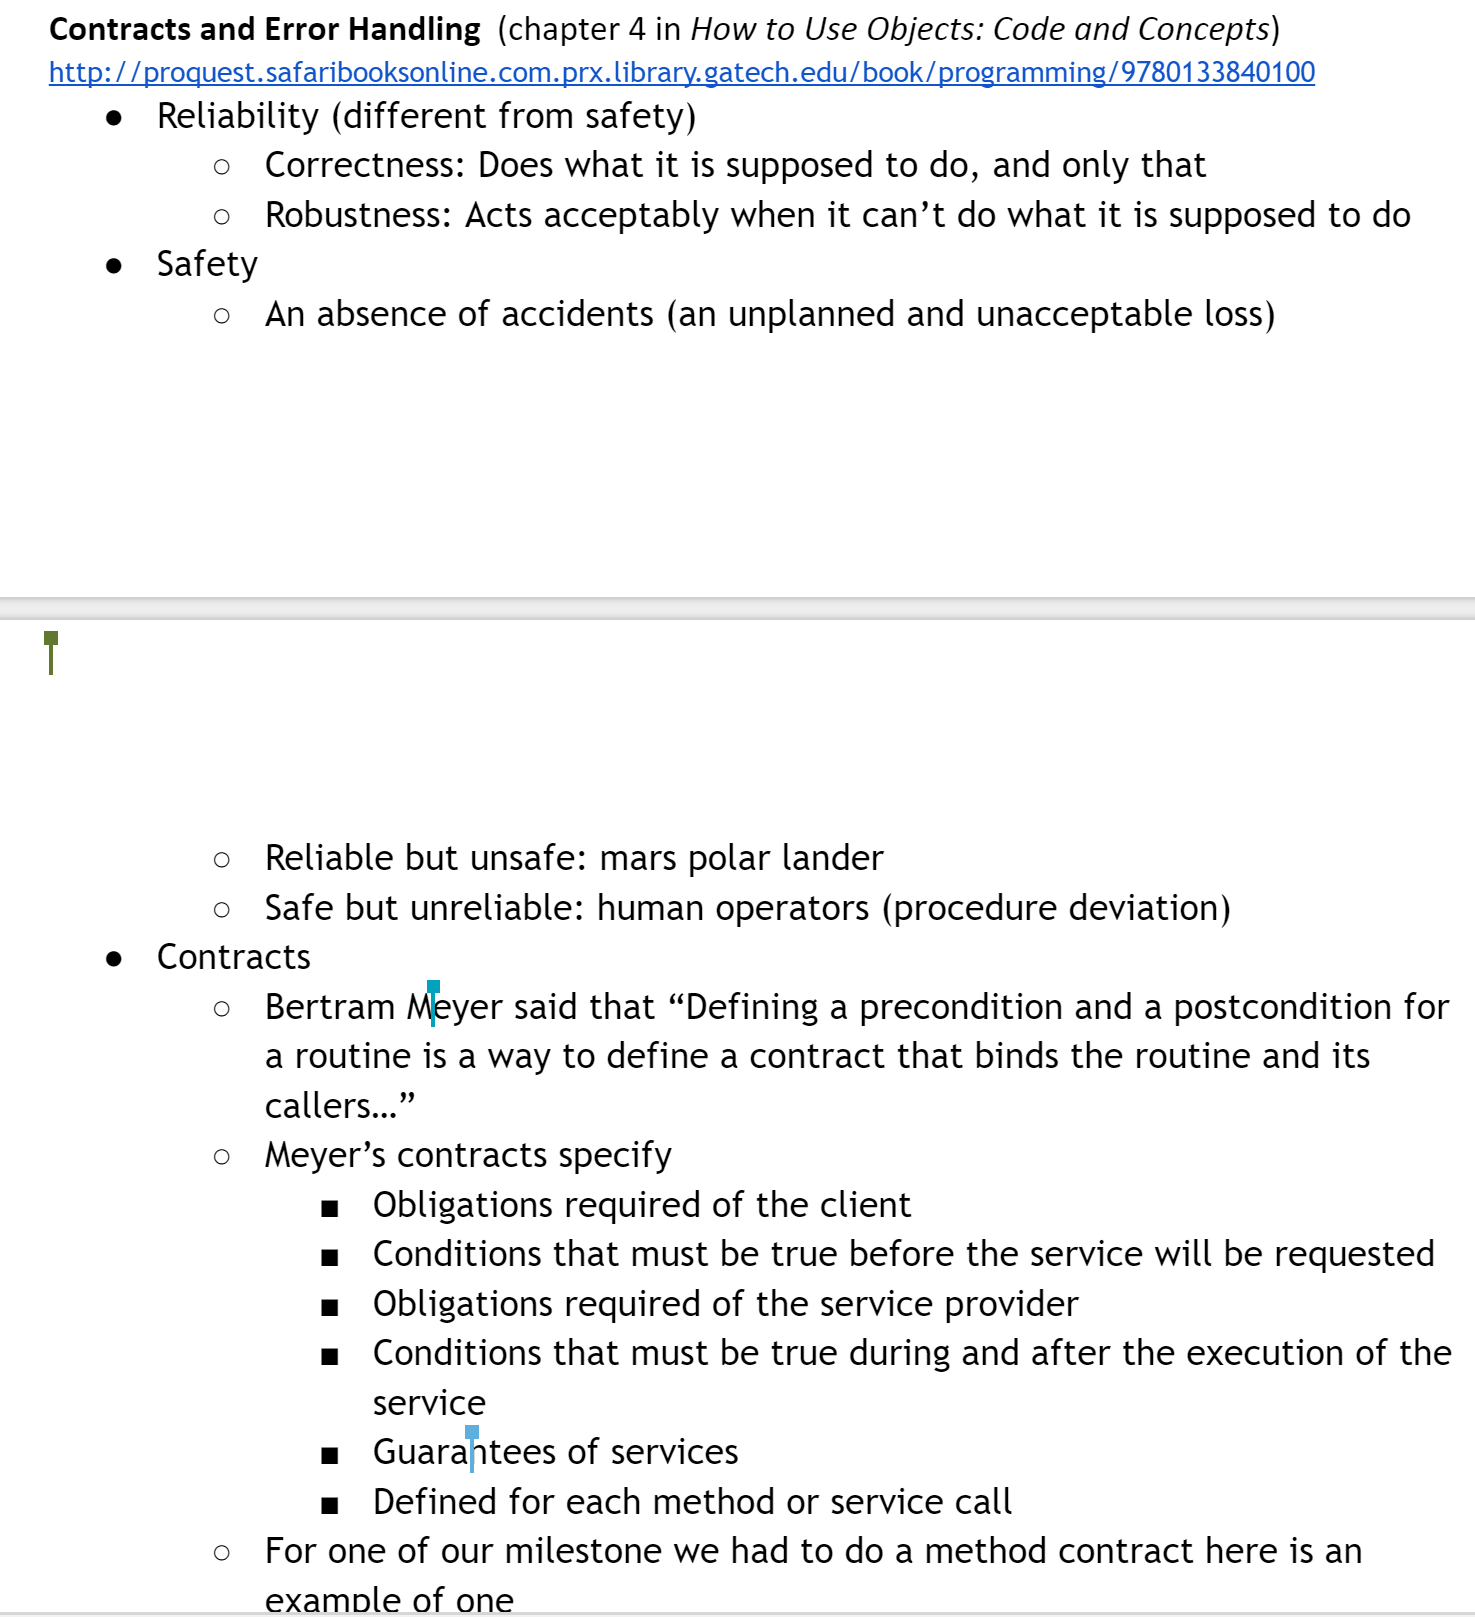 Contracts and Error Handling (chapter 4 in How to Use Objects: Code and Concepts)
http://proquest.safaribooksonline.com.prx.library.gatech.edu/book/programming/9780133840100
● Reliability (different from safety)
○ Correctness: Does what it is supposed to do, and only that
○ Robustness: Acts acceptably when it can’t do what it is supposed to do
● Safety
○ An absence of accidents (an unplanned and unacceptable loss)
○ Reliable but unsafe: mars polar lander
○ Safe but unreliable: human operators (procedure deviation)
● Contracts
○ Bertram Meyer said that “Defining a precondition and a postcondition for
a routine is a way to define a contract that binds the routine and its
callers…”
○ Meyer’s contracts specify
■ Obligations required of the client
■ Conditions that must be true before the service will be requested
■ Obligations required of the service provider
■ Conditions that must be true during and after the execution of the
service
■ Guarantees of services
■ Defined for each method or service call
○ For one of our milestone we had to do a method contract here is an
example of one